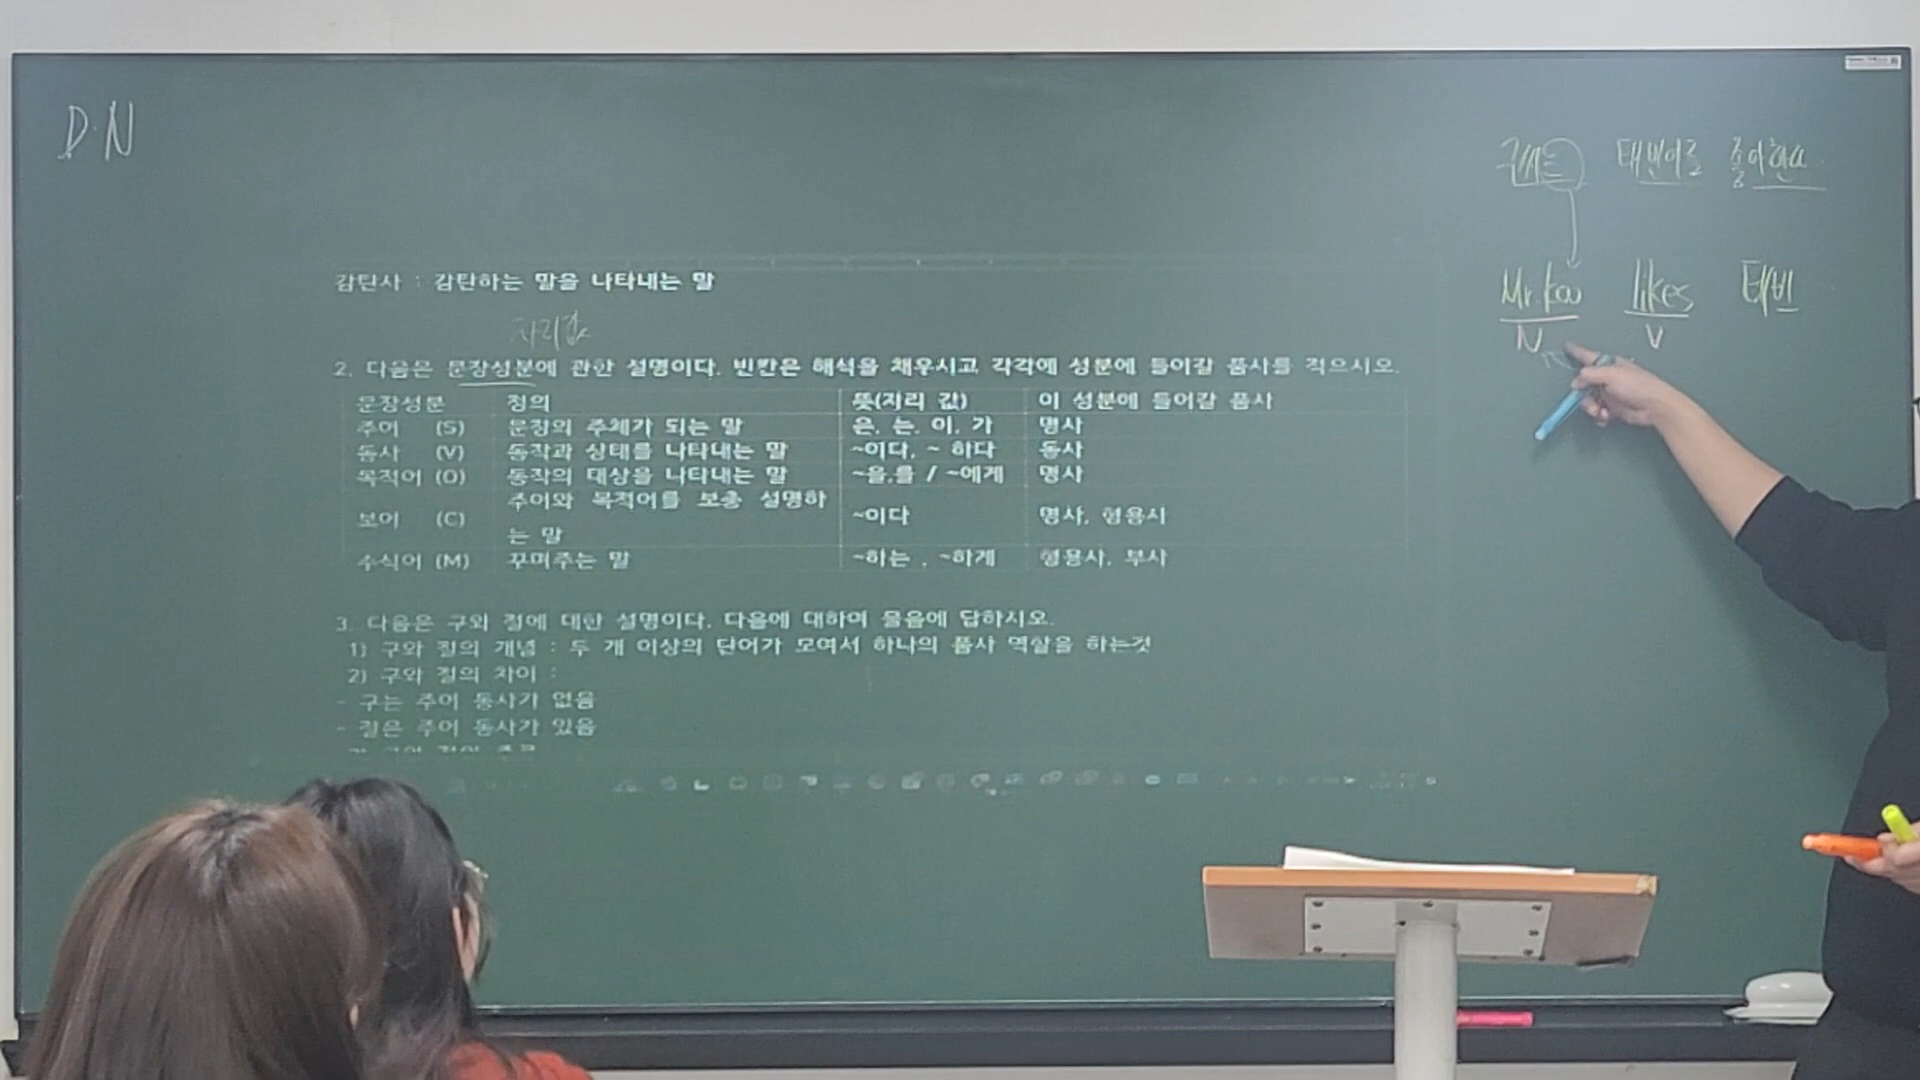 D.N
태번이를 좋아한다.
Mr. koo likes 태빈
N V
감탄사 : 감탄하는 말을 나타내는 말
자리값
2. 다음은 문장성분에 관한 설명이다. 빈칸은 해석을 채우시고 각각에 성분에 들어갈 품사를 적으시오.
문장성분 정의 뜻(자리 값) 이 성분에 들어갈 품사
주어 (S) 문장의 주체가 되는 말 은, 는, 이, 가 명사
동사 (V) 동작과 상태를 나타내는 말 ~이다, ~ 하다 동사
목적어 (O) 동작의 대상을 나타내는 말 ~을,를 / ~에게 명사
보어 (C) 주어와 목적어를 보충 설명하 ~이다 명사, 형용사
는 말
수식어 (M) 꾸며주는 말 ~하는 , ~하게 형용사, 부사
3. 다음은 구와 절에 대한 설명이다. 다음에 대하여 물음에 답하시오.
1) 구와 절의 개념 : 두 개 이상의 단어가 모여서 하나의 품사 역할을 하는것
2) 구와 절의 차이 :
- 구는 주어 동사가 없음
- 절은 주어 동사가 있음